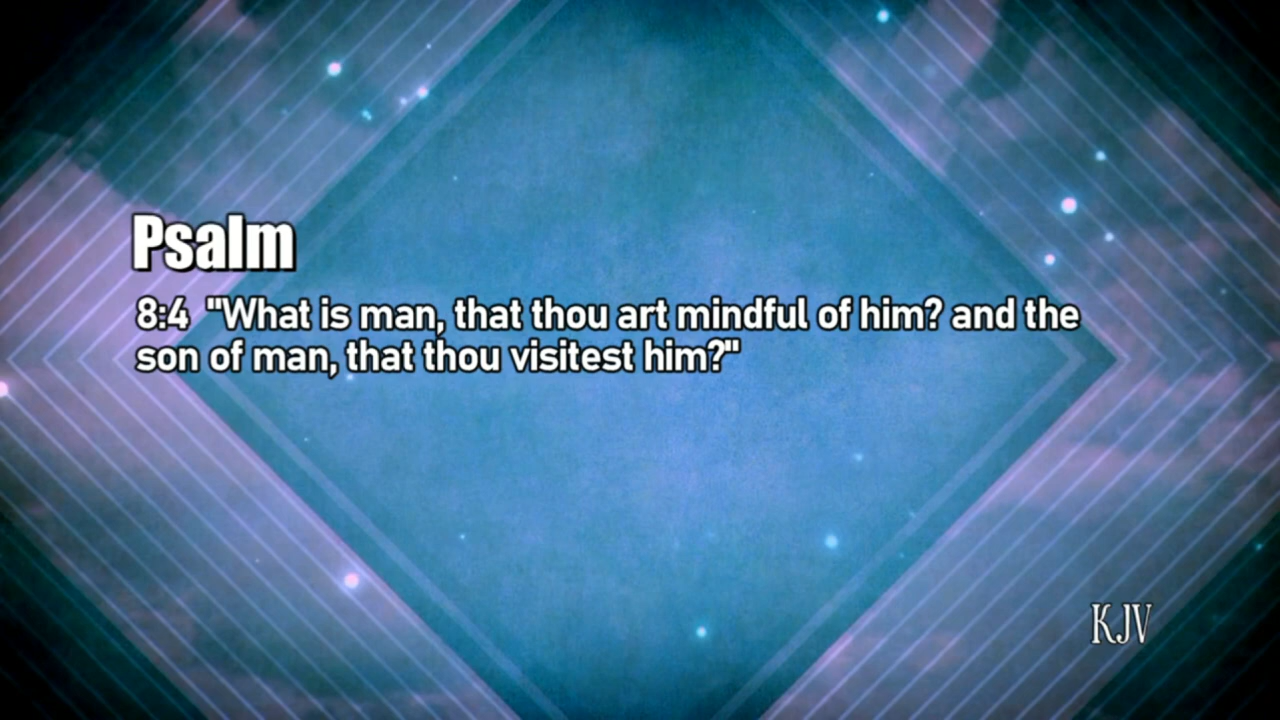 Psalm
8:4 "What is man, that thou art mindful of him? and the
son of man, that thou visitest him?"
KJV